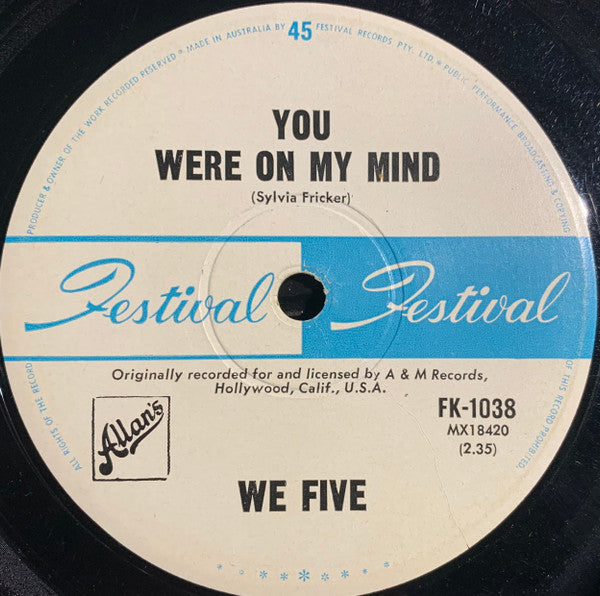 PRODUCER & OWNER OF THE WORK RECORDED RESERVED * MADE IN AUSTRALIA BY 45 FESTIVAL RECORDS PTY. LTD. * PUBLIC PERFORMANCE BROADCASTING & COPYING
YOU
WERE ON MY MIND
(Sylvia Fricker)
Festival Festival
Originally recorded for and licensed by A & M Records,
Hollywood, Calif., U.S.A.
Allan's
FK-1038
MX18420
(2.35)
WE FIVE
ALL RIGHTS OF THE RECORD
OF THIS RECORD PROHIBITED.